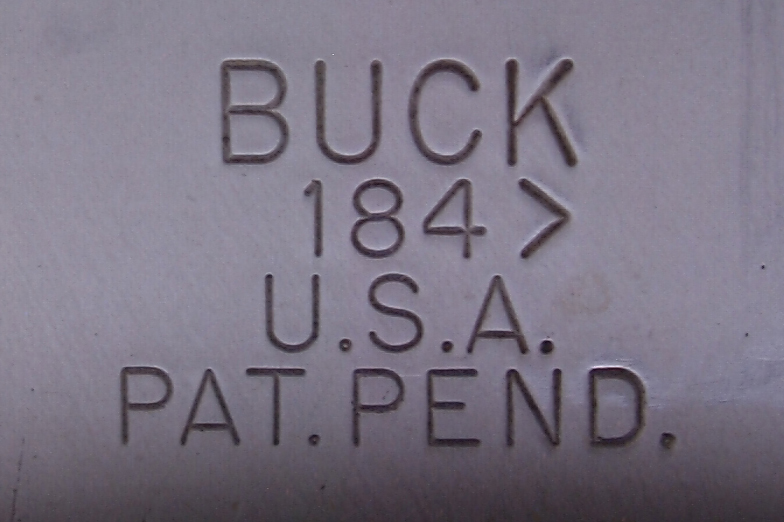 BUCK
184>
U.S.A.
PAT.PEND.